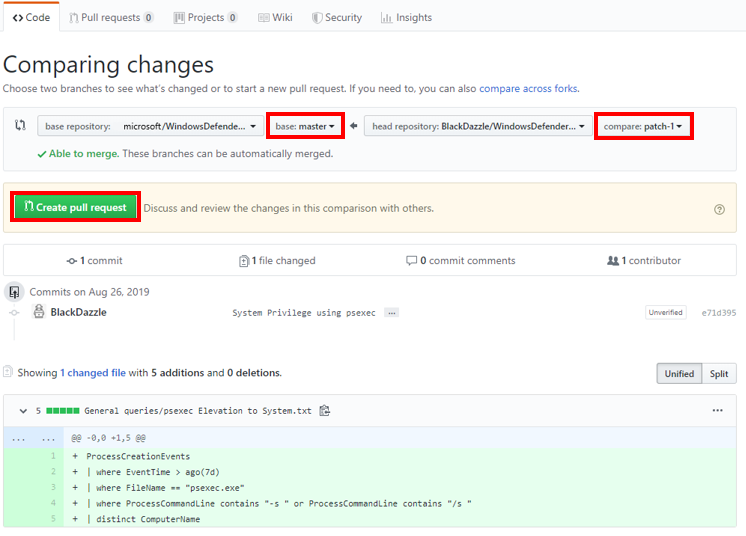 Code Pull requests 0 Projects 0 Wiki Security Insights
Comparing changes
Choose two branches to see what's changed or to start a new pull request. If you need to, you can also compare across forks.
base repository: microsoft/WindowsDefende... base: master head repository: BlackDazzle/WindowsDefender... compare: patch-1
Able to merge. These branches can be automatically merged.
Create pull request Discuss and review the changes in this comparison with others.
1 commit 1 file changed 0 commit comments 1 contributor
Commits on Aug 26, 2019
BlackDazzle System Privilege using psexec ... Unverified e71d395
Showing 1 changed file with 5 additions and 0 deletions. Unified Split
5 General queries/psexec Elevation to System.txt ...
... ... @@ -0,0 +1,5 @@
1 + ProcessCreationEvents
2 + | where EventTime > ago(7d)
3 + | where FileName == "psexec.exe"
4 + | where ProcessCommandLine contains "-s " or ProcessCommandLine contains "/s "
5 + | distinct ComputerName